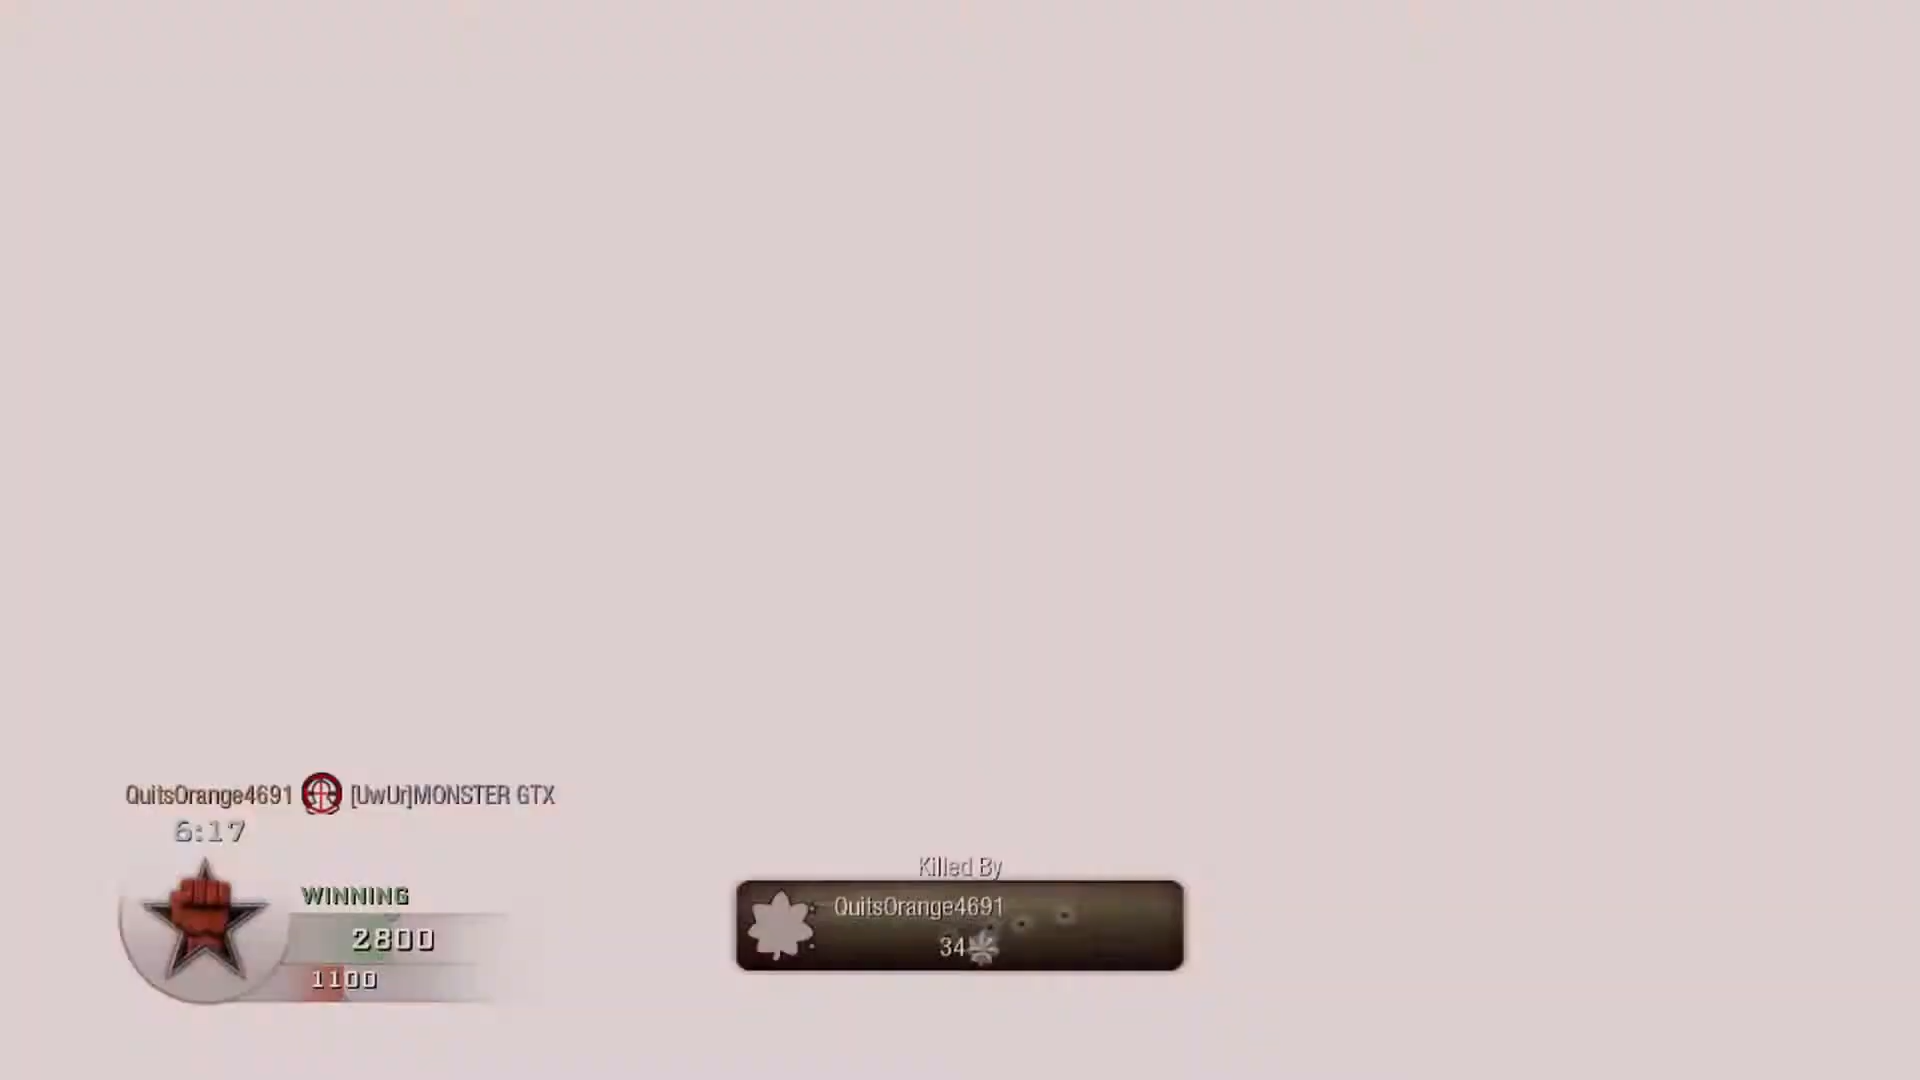 QuitsOrange4691 [UwUr]MONSTER GTX
6:17
WINNING
2800
1100
Killed By
QuitsOrange4691
34